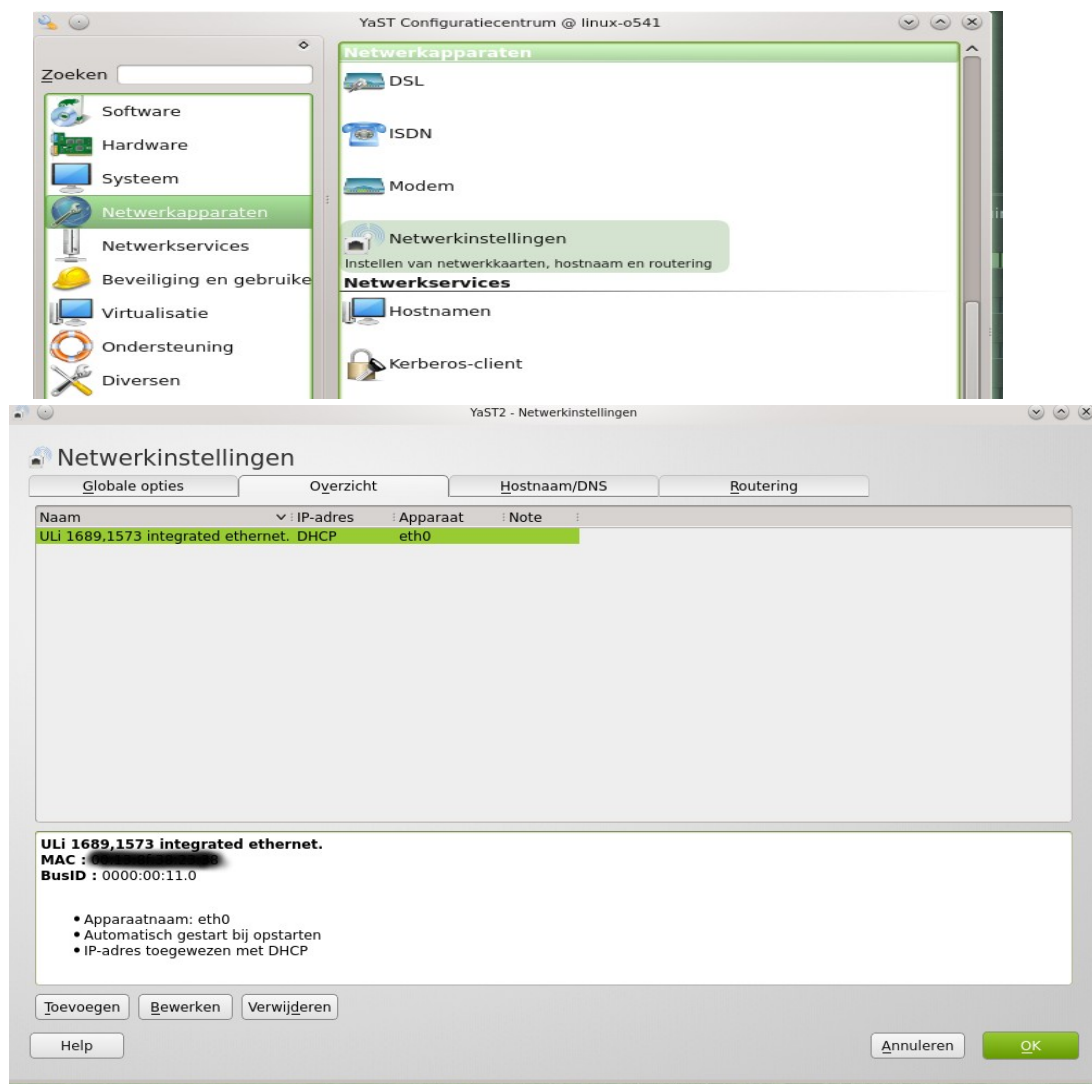 YaST Configuratiecentrum @ linux-o541
Zoeken
Software
Hardware
Systeem
Netwerkapparaten
Netwerkservices
Beveiliging en gebruike
Virtualisatie
Ondersteuning
Diversen
Netwerkapparaten
DSL
ISDN
Modem
Netwerkinstellingen
Instellen van netwerkkaarten, hostnaam en routering
Netwerkservices
Hostnamen
Kerberos-client
YaST2 - Netwerkinstellingen
Netwerkinstellingen
Globale opties Overzicht Hostnaam/DNS Routering
Naam IP-adres Apparaat Note
ULi 1689,1573 integrated ethernet. DHCP eth0
ULi 1689,1573 integrated ethernet.
MAC :
BusID : 0000:00:11.0
• Apparaatnaam: eth0
• Automatisch gestart bij opstarten
• IP-adres toegewezen met DHCP
Toevoegen Bewerken Verwijderen
Help Annuleren OK